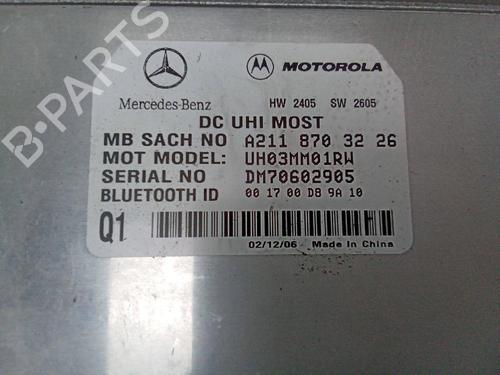 MOTOROLA
Mercedes-Benz HW 2405 SW 2605
DC UHI MOST
MB SACH NO A211 870 32 26
MOT MODEL: UH03MM01RW
SERIAL NO DM70602905
BLUETOOTH ID 00 17 00 D8 9A 10
Q1
02/12/06 Made In China
B-PARTS